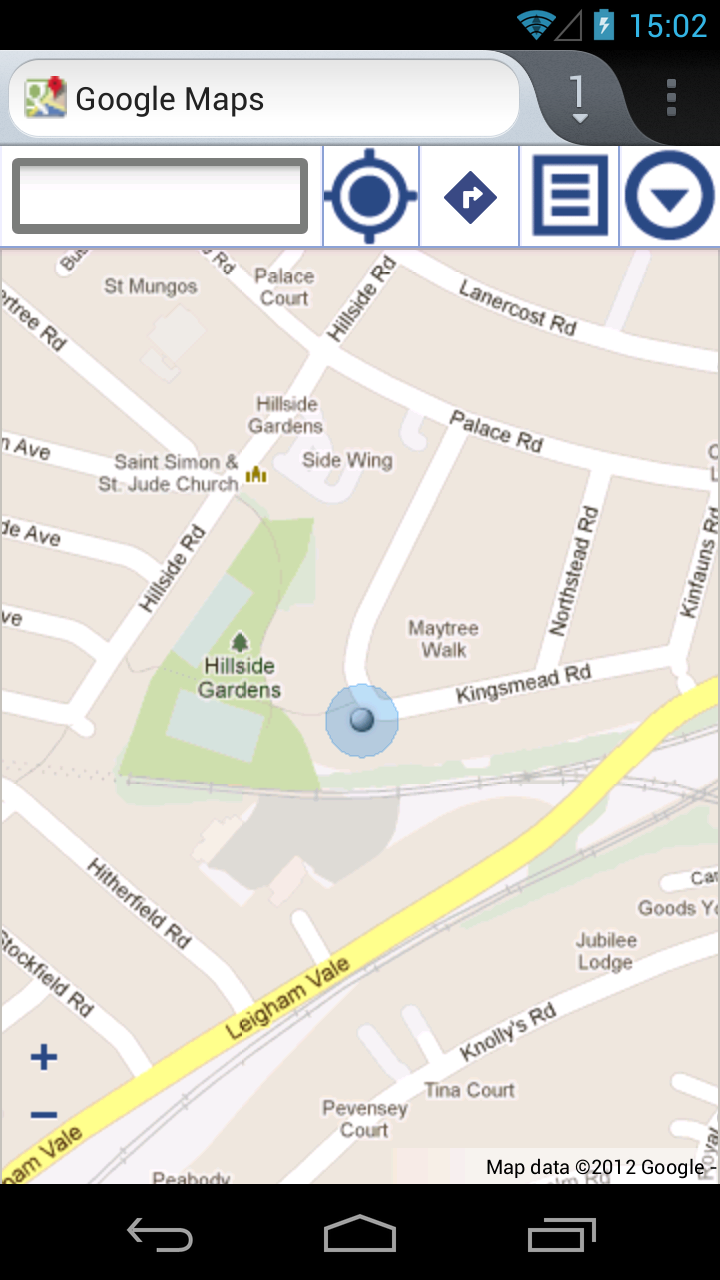 15:02
Google Maps
1
St Mungos
Palace
Court
Hillside Rd
Lanercost Rd
Hillside
Gardens
Palace Rd
Saint Simon &
St. Jude Church
Side Wing
Hillside Rd
Northstead Rd
Kinfauns Rd
Maytree
Walk
Hillside
Gardens
Kingsmead Rd
Hitherfield Rd
Stockfield Rd
Goods
Jubilee
Lodge
Leigham Vale
Knolly's Rd
+
−
Tina Court
Pevensey
Court
Peabody
Map data ©2012 Google -